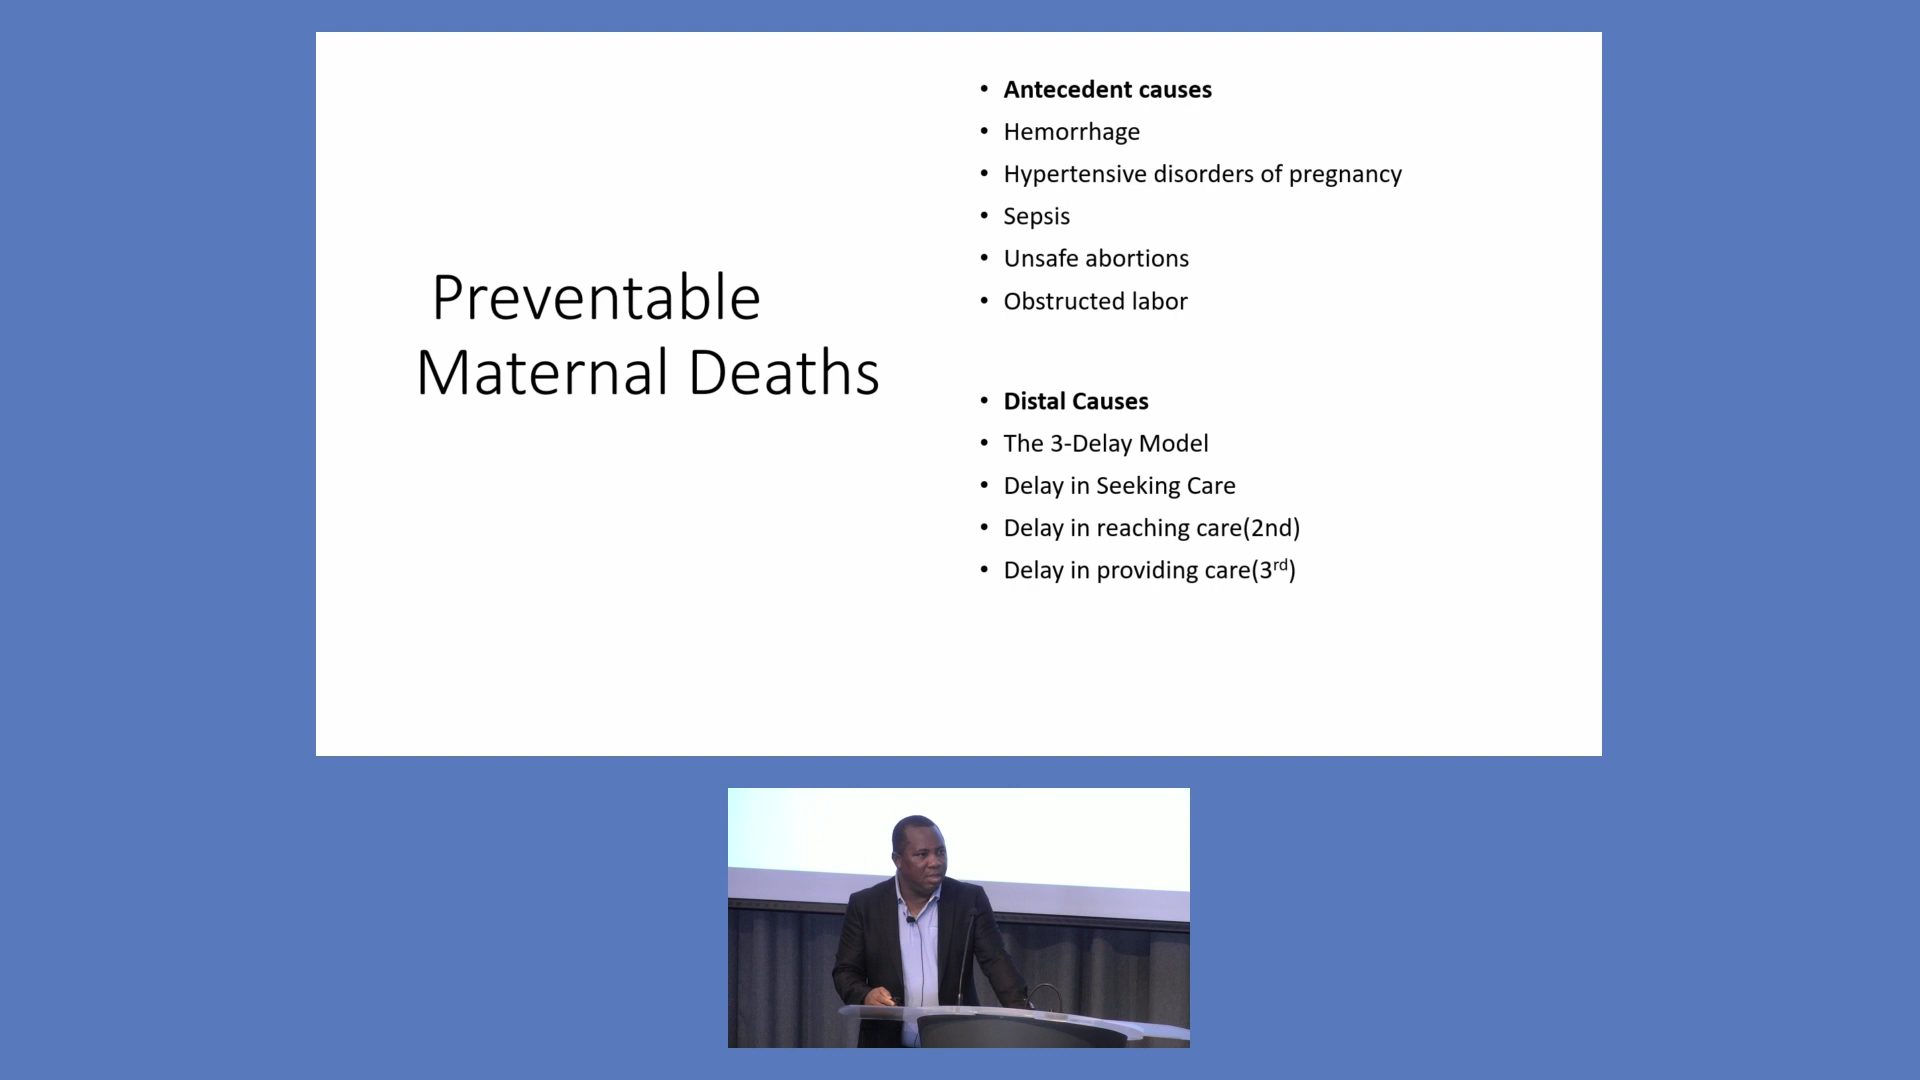 Preventable
Maternal Deaths
• Antecedent causes
• Hemorrhage
• Hypertensive disorders of pregnancy
• Sepsis
• Unsafe abortions
• Obstructed labor
• Distal Causes
• The 3-Delay Model
• Delay in Seeking Care
• Delay in reaching care(2nd)
• Delay in providing care(3rd)